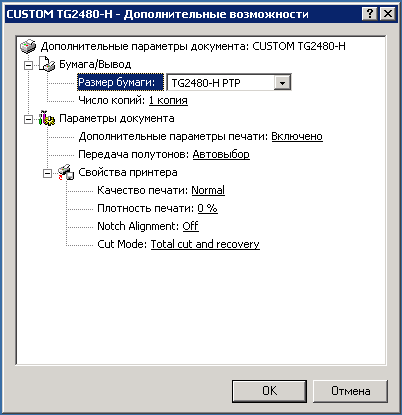 CUSTOM TG2480-H - Дополнительные возможности
Дополнительные параметры документа: CUSTOM TG2480-H
Бумага/Вывод
Размер бумаги: TG2480-H PTP
Число копий: 1 копия
Параметры документа
Дополнительные параметры печати: Включено
Передача полутонов: Автовыбор
Свойства принтера
Качество печати: Normal
Плотность печати: 0 %
Notch Alignment: Off
Cut Mode: Total cut and recovery
OK Отмена